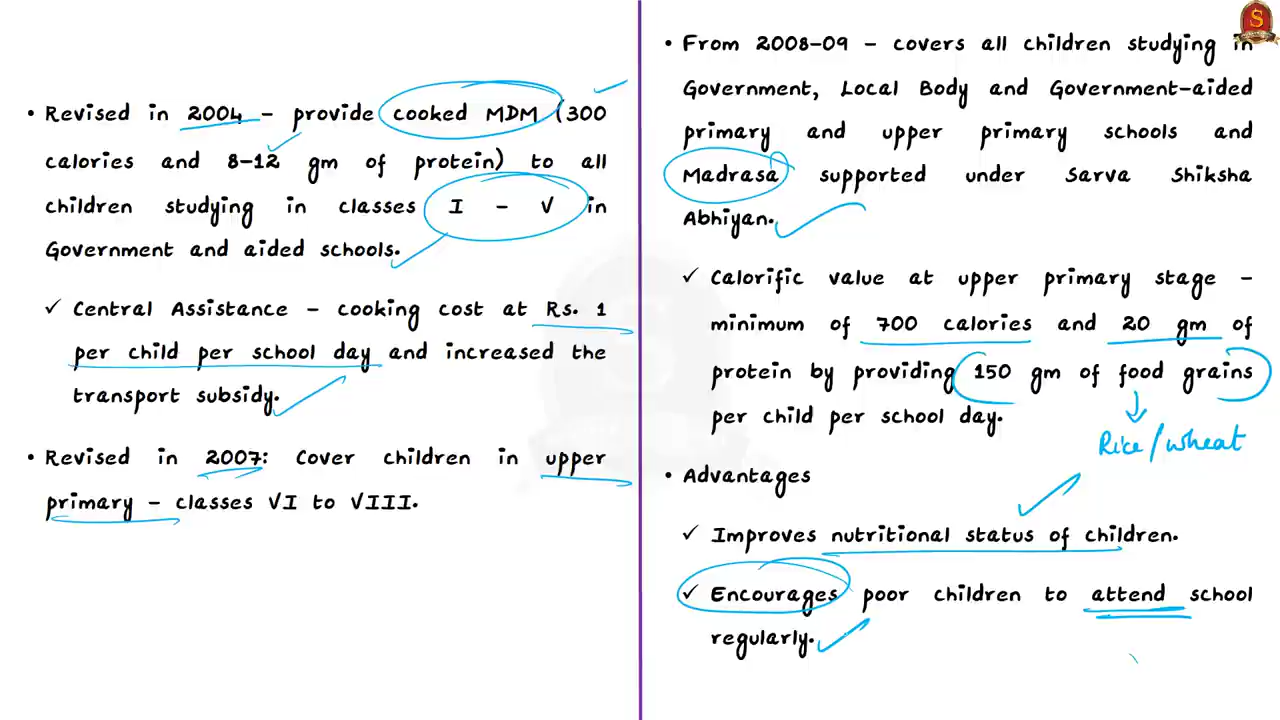 • Revised in 2004 – provide cooked MDM (300
calories and 8-12 gm of protein) to all
children studying in classes I – V in
Government and aided schools.
✓ Central Assistance – cooking cost at Rs. 1
per child per school day and increased the
transport subsidy.
• Revised in 2007: Cover children in upper
primary – classes VI to VIII.
• From 2008-09 – covers all children studying in
Government, Local Body and Government-aided
primary and upper primary schools and
Madrasa supported under Sarva Shiksha
Abhiyan.
✓ Calorific value at upper primary stage –
minimum of 700 calories and 20 gm of
protein by providing 150 gm of food grains
per child per school day.
Rice/wheat
• Advantages
✓ Improves nutritional status of children.
✓ Encourages poor children to attend school
regularly.
S